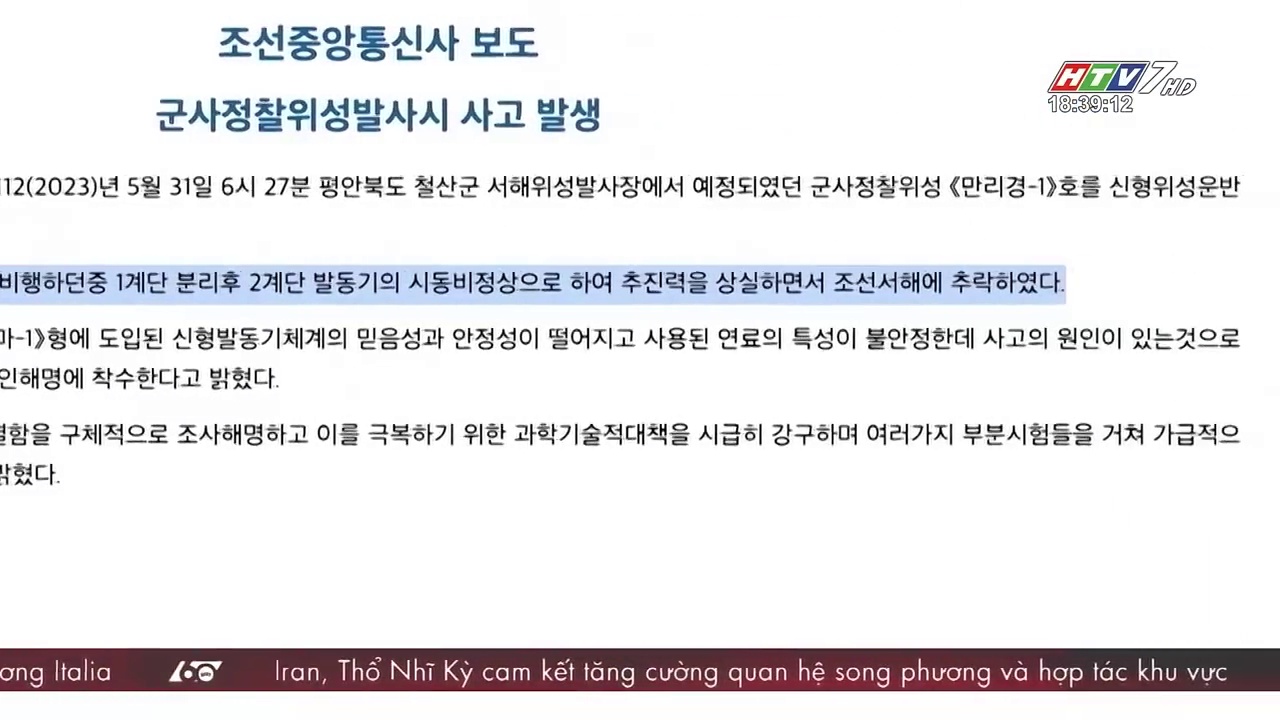 조선중앙통신사 보도
HTV7 HD
18:39:12
군사정찰위성발사시 사고 발생
112(2023)년 5월 31일 6시 27분 평안북도 철산군 서해위성발사장에서 예정되였던 군사정찰위성 《만리경-1》호를 신형위성운반
비행하던중 1계단 분리후 2계단 발동기의 시동비정상으로 하여 추진력을 상실하면서 조선서해에 추락하였다.
마-1》형에 도입된 신형발동기체계의 믿음성과 안정성이 떨어지고 사용된 연료의 특성이 불안정한데 사고의 원인이 있는것으로
인해명에 착수한다고 밝혔다.
결함을 구체적으로 조사해명하고 이를 극복하기 위한 과학기술적대책을 시급히 강구하며 여러가지 부분시험들을 거쳐 가급적으
밝혔다.
ơng Italia 60 Iran, Thổ Nhĩ Kỳ cam kết tăng cường quan hệ song phương và hợp tác khu vực